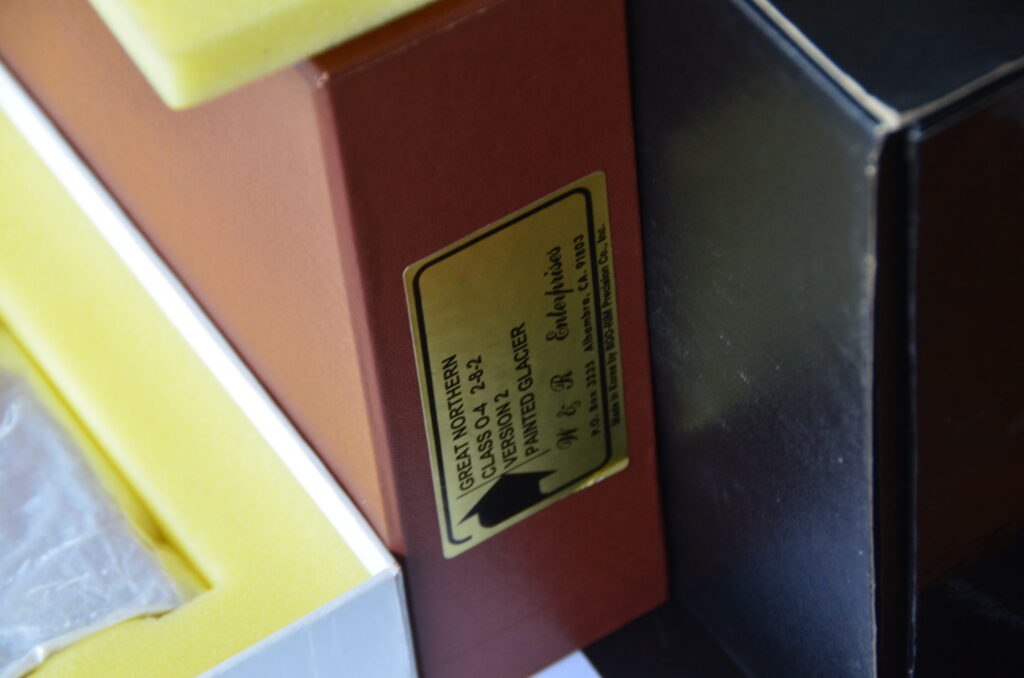 GREAT NORTHERN
CLASS O-4 2-8-2
VERSION 2
PAINTED GLACIER
W & R Enterprises
P.O. Box 3235 Alhambra, CA. 91803
Made in Korea by BOO-RIM Precision Co., Inc.